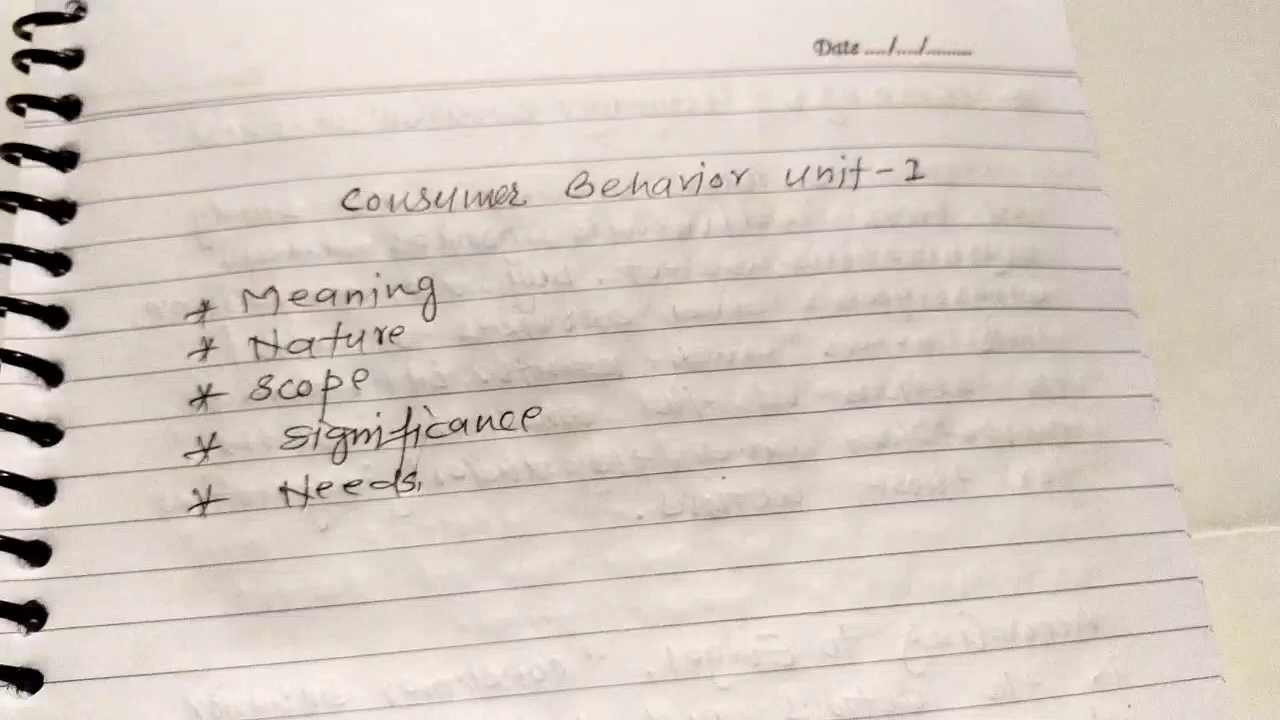 Date ..../..../.........
Consumer Behavior unit-1
* Meaning
* Nature
* Scope
* Significance
* Needs,